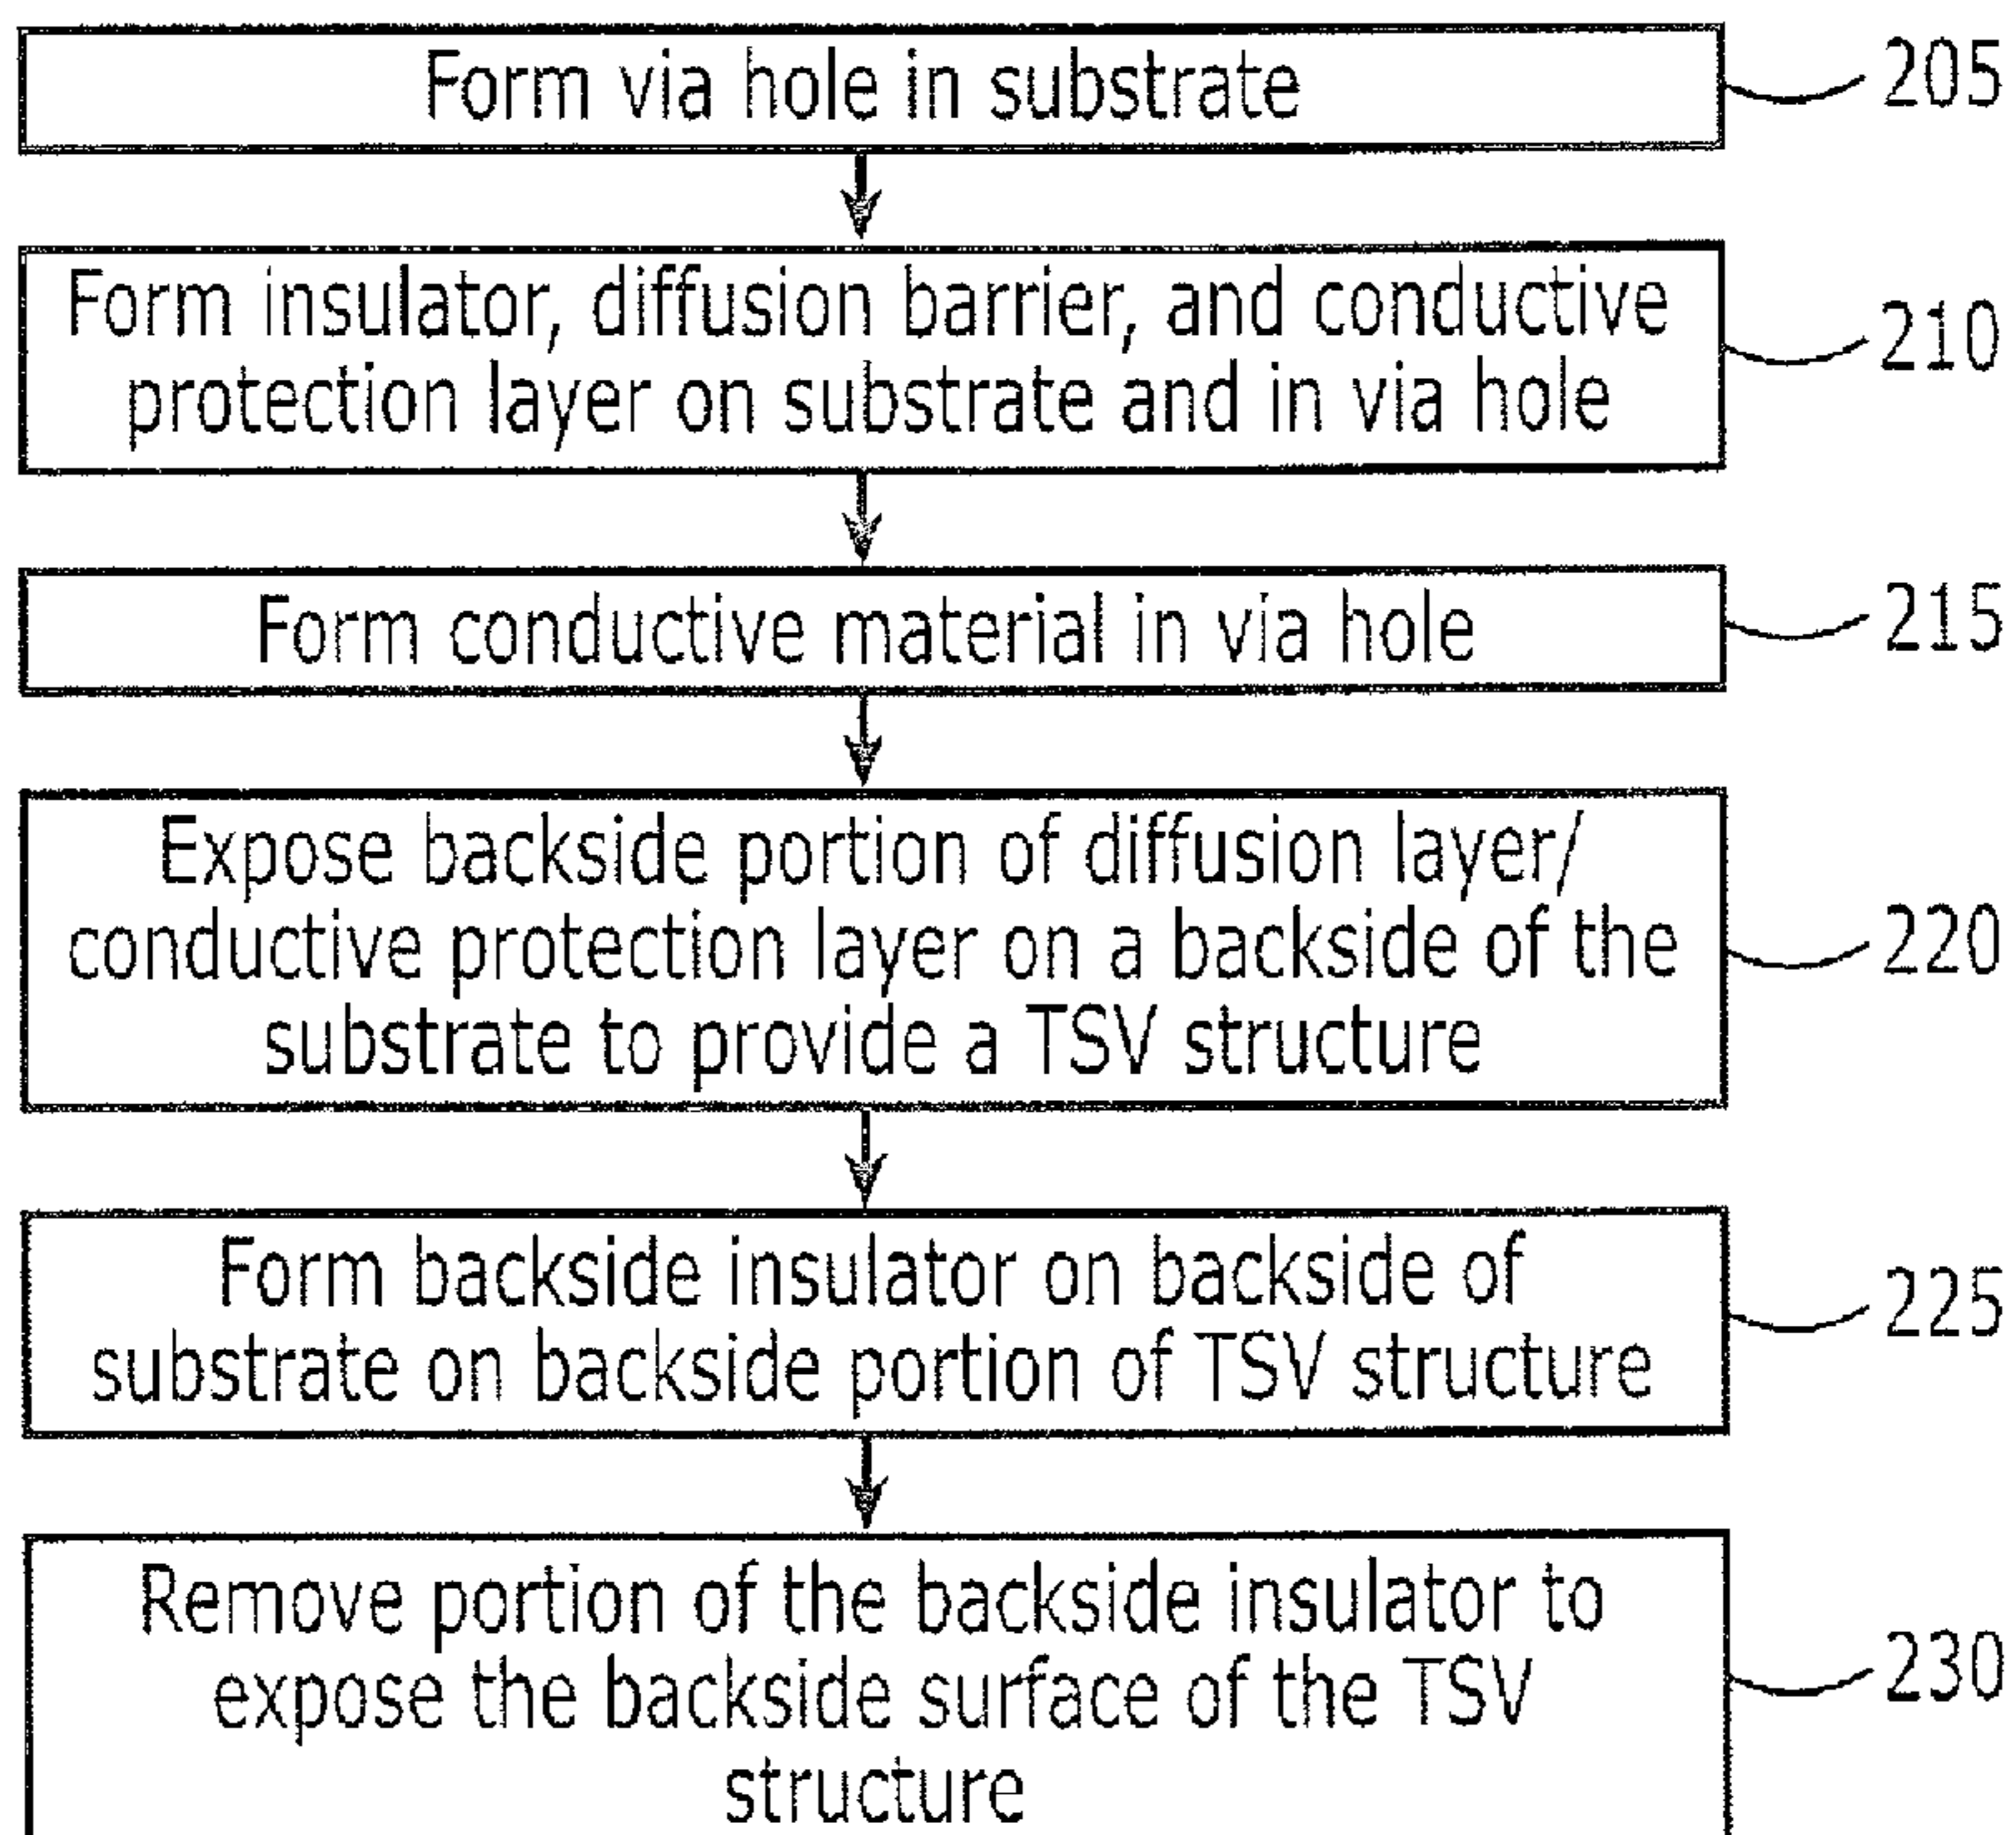 Form via hole in substrate
205
Form insulator, diffusion barrier, and conductive
protection layer on substrate and in via hole
210
Form conductive material in via hole
215
Expose backside portion of diffusion layer/
conductive protection layer on a backside of the
substrate to provide a TSV structure
220
Form backside insulator on backside of
substrate on backside portion of TSV structure
225
Remove portion of the backside insulator to
expose the backside surface of the TSV
structure
230